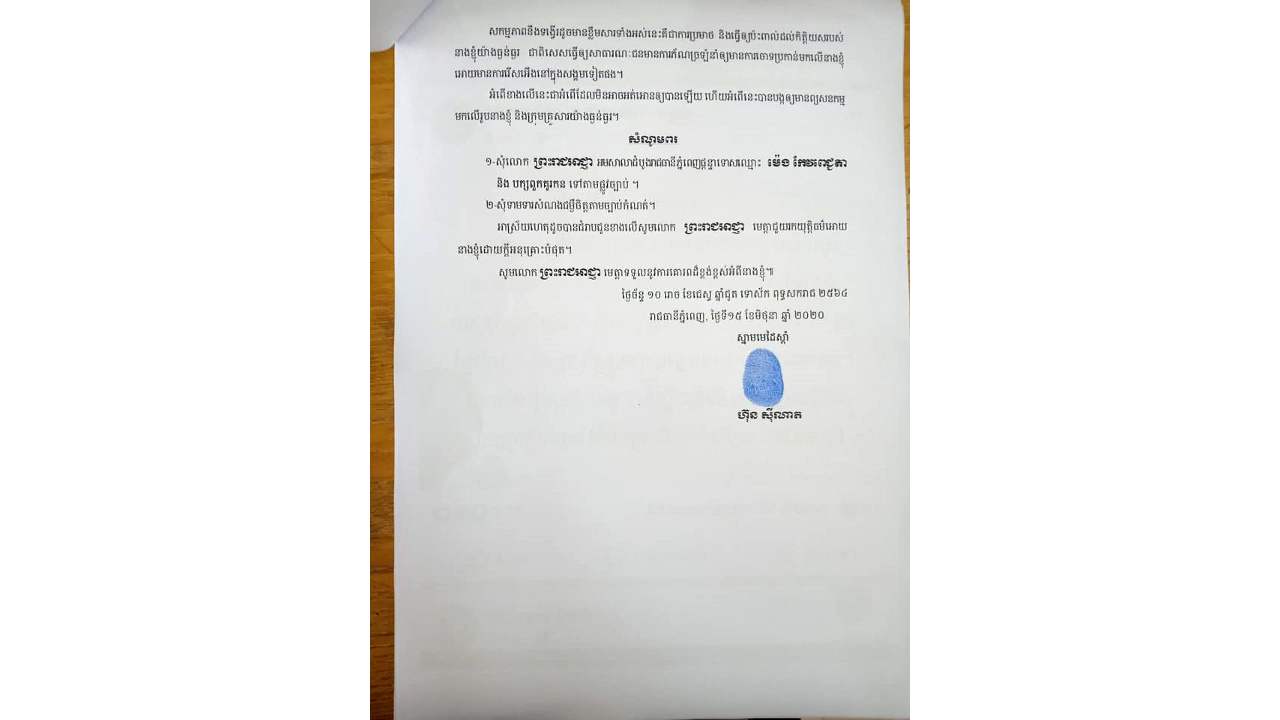 សកម្មភាពនឹងទង្វើរដូចមានខ្លឹមសារទាំងអស់នេះគឺជាការប្រមាថ និងធ្វើឲ្យប៉ះពាល់ដល់កិត្តិយសរបស់
នាងខ្ញុំយ៉ាងធ្ងន់ធ្ងរ ជាពិសេសធ្វើឲ្យសាធារណៈជនមានការភ័ណច្រឡំនាំឲ្យមានការចោទប្រកាន់មកលើនាងខ្ញុំ
អោយមានការរើសអើងនៅក្នុងសង្គមទៀតផង។
អំពើខាងលើនេះជាអំពើដែលមិនអាចអត់អោនឲ្យបានឡើយ ហើយអំពើនេះបានបង្កឲ្យមានព្យសនកម្ម
មកលើរូបនាងខ្ញុំ និងក្រុមគ្រួសារយ៉ាងធ្ងន់ធ្ងរ។
សំណូមពរ
១-សុំលោក ព្រះរាជអាជ្ញា អមសាលាដំបូងរាជធានីភ្នំពេញផ្តន្ទាទោសឈ្មោះ ម៉េង កែវពេជ្ជតា
និង បក្សពួកគូរកន ទៅតាមផ្លូវច្បាប់ ។
២-សុំទាមទារសំណងជម្ងឺចិត្តតាមច្បាប់កំណត់។
អាស្រ័យហេតុដូចបានជំរាបជូនខាងលើសូមលោក ព្រះរាជអាជ្ញា មេត្តាជួយរកយុត្តិធម៌អោយ
នាងខ្ញុំដោយក្តីអនុគ្រោះបំផុត។
សូមលោក ព្រះរាជអាជ្ញា មេត្តាទទួលនូវការគោរពដ៏ខ្ពង់ខ្ពស់អំពីនាងខ្ញុំ៕
ថ្ងៃច័ន្ទ ១០ រោច ខែជេស្ឋ ឆ្នាំជូត ទោស័ក ពុទ្ធសករាជ ២៥៦៤
រាជធានីភ្នំពេញ, ថ្ងៃទី១៥ ខែមិថុនា ឆ្នាំ ២០២០
ស្នាមមេដៃស្តាំ
ហ៊ុន ស៊ីណាត